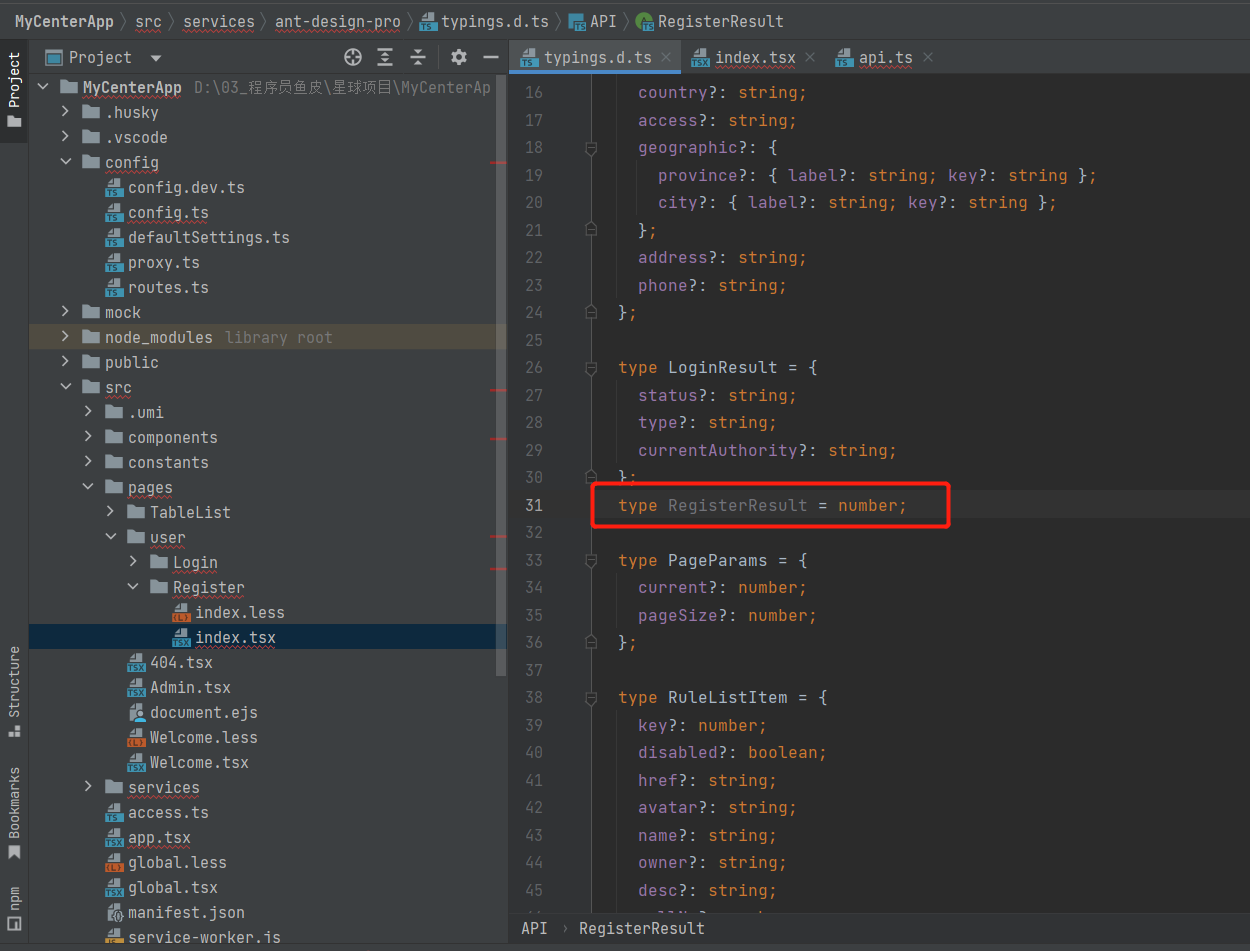 MyCenterApp src services ant-design-pro typings.d.ts API RegisterResult
Project
Project
typings.d.ts
index.tsx
api.ts
MyCenterApp D:\03_程序员鱼皮\星球项目\MyCenterAp
.husky
.vscode
config
config.dev.ts
config.ts
defaultSettings.ts
proxy.ts
routes.ts
mock
node_modules library root
public
src
.umi
components
constants
pages
TableList
user
Login
Register
index.less
index.tsx
404.tsx
Admin.tsx
document.ejs
Welcome.less
Welcome.tsx
services
access.ts
app.tsx
global.less
global.tsx
manifest.json
service-worker.js
Structure
Bookmarks
npm
16 country?: string;
17 access?: string;
18 geographic?: {
19 province?: { label?: string; key?: string };
20 city?: { label?: string; key?: string };
21 };
22 address?: string;
23 phone?: string;
24 };
25
26 type LoginResult = {
27 status?: string;
28 type?: string;
29 currentAuthority?: string;
30 };
31 type RegisterResult = number;
32
33 type PageParams = {
34 current?: number;
35 pageSize?: number;
36 };
37
38 type RuleListItem = {
39 key?: number;
40 disabled?: boolean;
41 href?: string;
42 avatar?: string;
43 name?: string;
44 owner?: string;
45 desc?: string;
API › RegisterResult